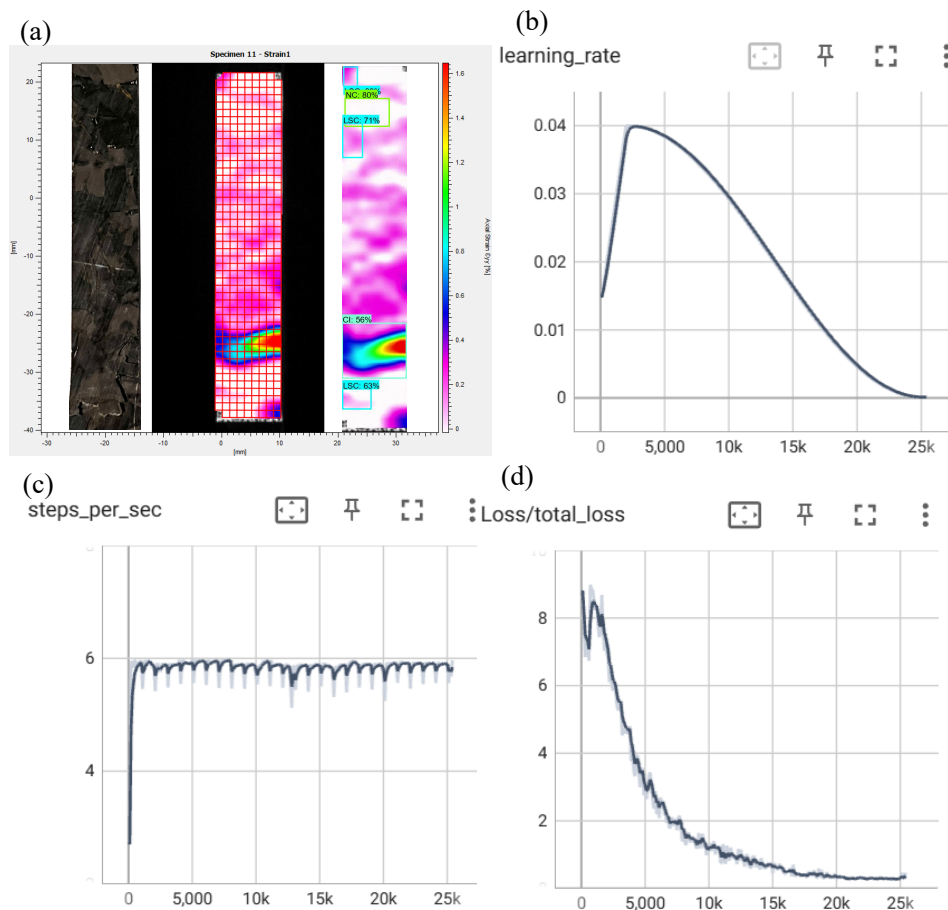 (a)
Specimen 11 - Strain1
20
10
0
-10
-20
-30
-40
[mm]
-30
-20
-10
0
10
20
30
[mm]
NC: 80%
LSC: 71%
CI: 56%
LSC: 63%
1.6
1.4
1.2
1
0.8
0.6
0.4
0.2
0
Axial Strain Eyy [%]
(b)
learning_rate
0.04
0.03
0.02
0.01
0
0
5,000
10k
15k
20k
25k
(c)
steps_per_sec
6
4
0
5,000
10k
15k
20k
25k
(d)
Loss/total_loss
8
6
4
2
0
5,000
10k
15k
20k
25k